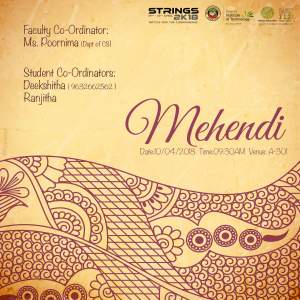 STRINGS
2K18
Faculty Co-Ordinator:
Ms. Poornima (Dept of CS)
Student Co-Ordinators:
Deekshitha ( 9632662562 )
Ranjitha
Mehendi
Date:10/04/2018 Time:09:30AM Venue: A-301